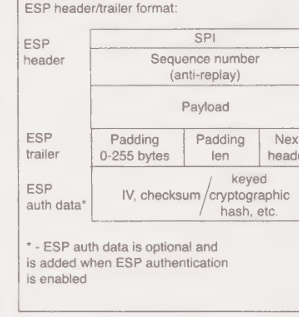 ESP header/trailer format:
ESP header
SPI
Sequence number
(anti-replay)
Payload
ESP trailer
Padding
0-255 bytes
Padding
len
ESP
auth data*
IV, checksum / keyed
cryptographic
hash, etc.
* - ESP auth data is optional and
is added when ESP authentication
is enabled